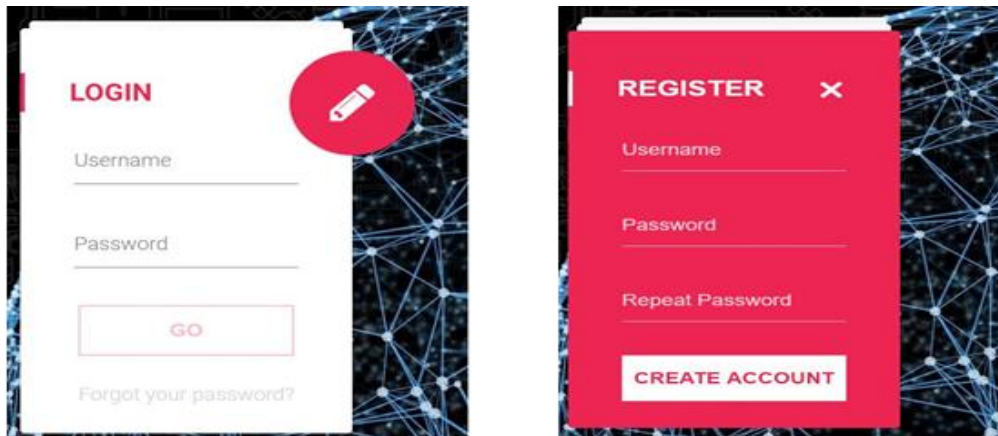 LOGIN
Username
Password
GO
Forgot your password?
REGISTER ×
Username
Password
Repeat Password
CREATE ACCOUNT